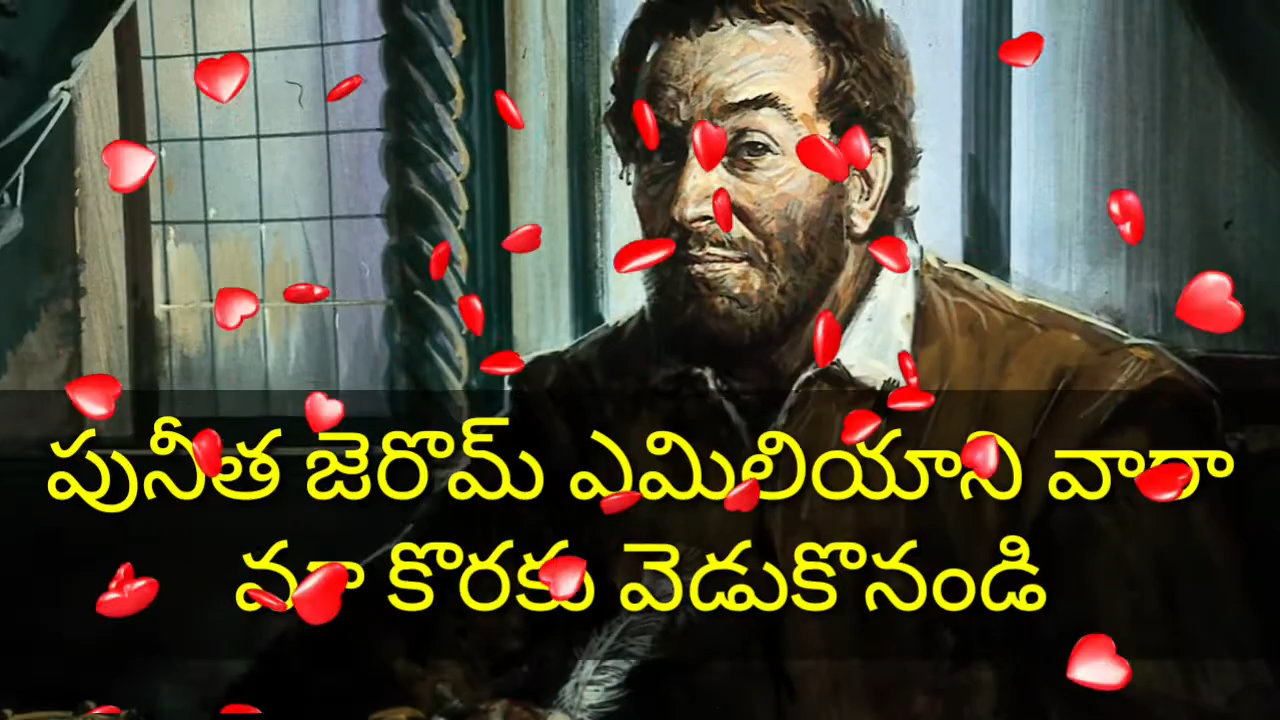 పునీత జెరొమ్ ఎమిలియాని వారా
మా కొరకు వెడుకొనండి